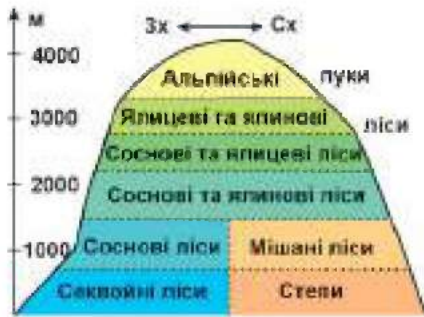 м
Зх Сх
4000
Альпійські луки
3000
Ялицеві та ялинові ліси
Соснові та ялицеві ліси
2000
Соснові та ялинові ліси
1000
Соснові ліси Мішані ліси
Секвойні ліси Степи